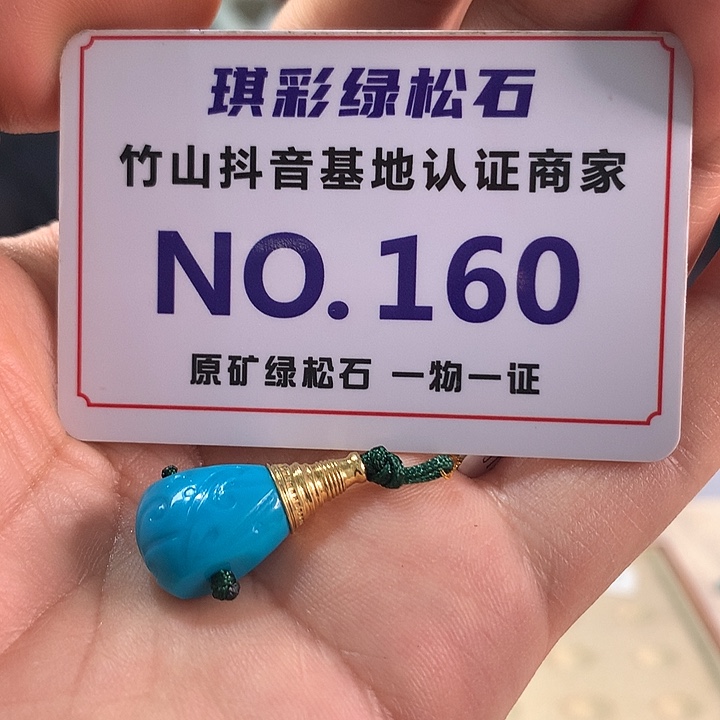 琪彩绿松石
竹山抖音基地认证商家
NO.160
原矿绿松石 一物一证